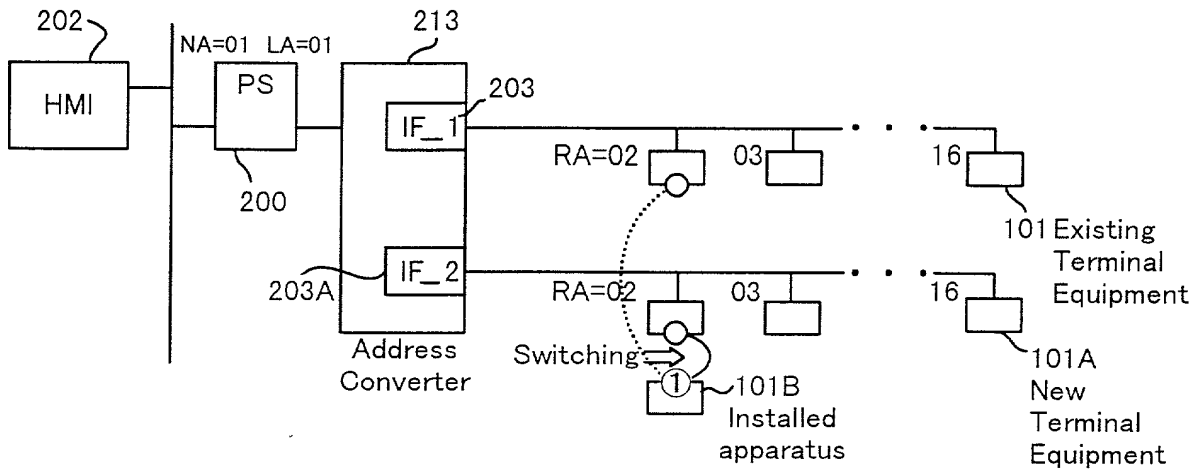 202
213
NA=01 LA=01
HMI
PS
203
IF_1
RA=02
03
16
200
101 Existing
Terminal
Equipment
IF_2
203A
RA=02
03
16
Address
Converter
Switching
1
101B
Installed
apparatus
101A
New
Terminal
Equipment